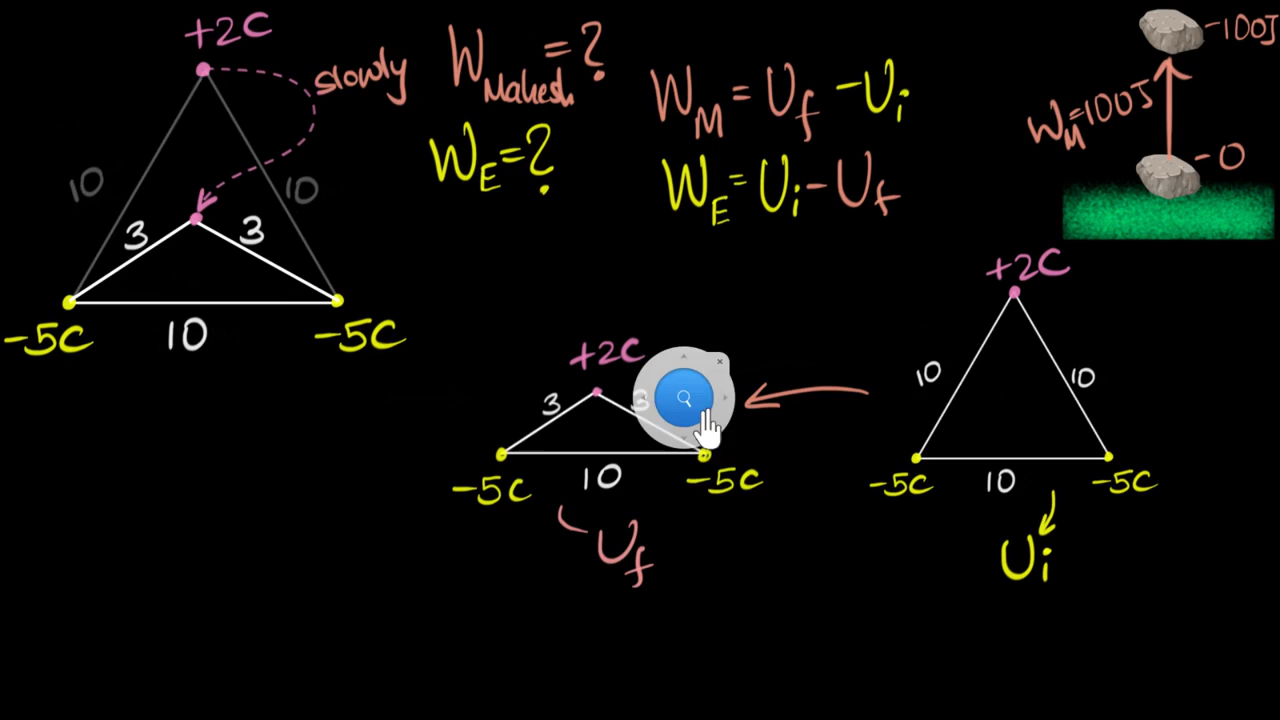 +2C
slowly
10
10
3
3
-5C
10
-5C
W_Mahesh = ?
W_E = ?
W_M = U_f - U_i
W_E = U_i - U_f
-100J
W_M=100J
-0
+2C
3
3
-5C
10
-5C
U_f
+2C
10
10
-5C
10
-5C
U_i